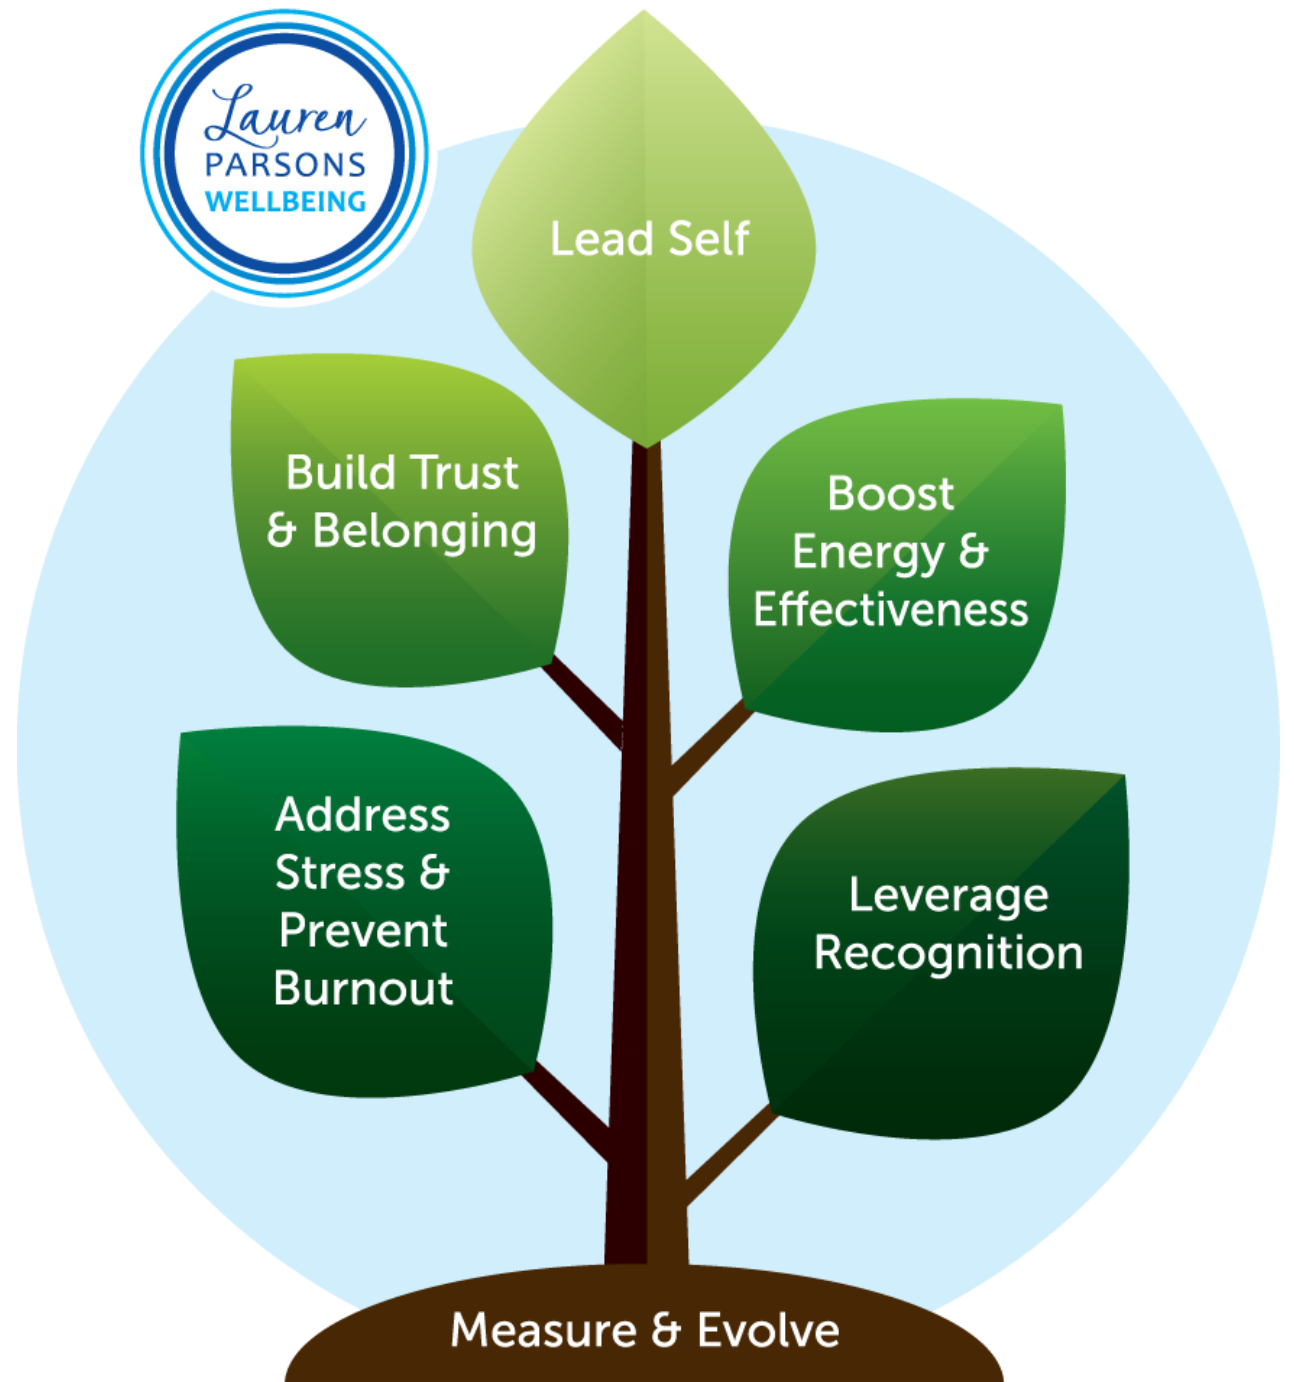 Lauren
PARSONS
WELLBEING
Lead Self
Build Trust
& Belonging
Boost
Energy &
Effectiveness
Address
Stress &
Prevent
Burnout
Leverage
Recognition
Measure & Evolve